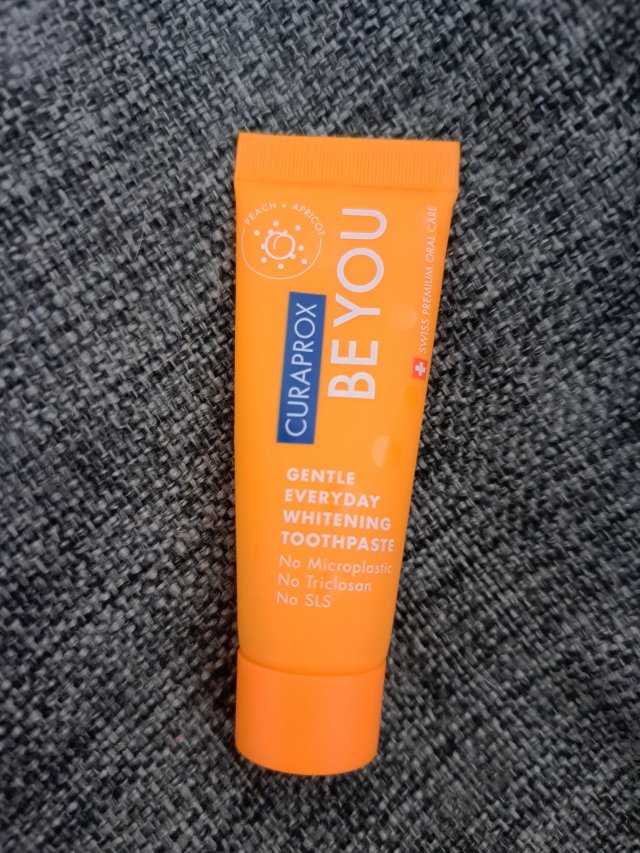 PEACH + APRICOT
CURAPROX
BE YOU
SWISS PREMIUM ORAL CARE
GENTLE
EVERYDAY
WHITENING
TOOTHPASTE
No Microplastic
No Triclosan
No SLS